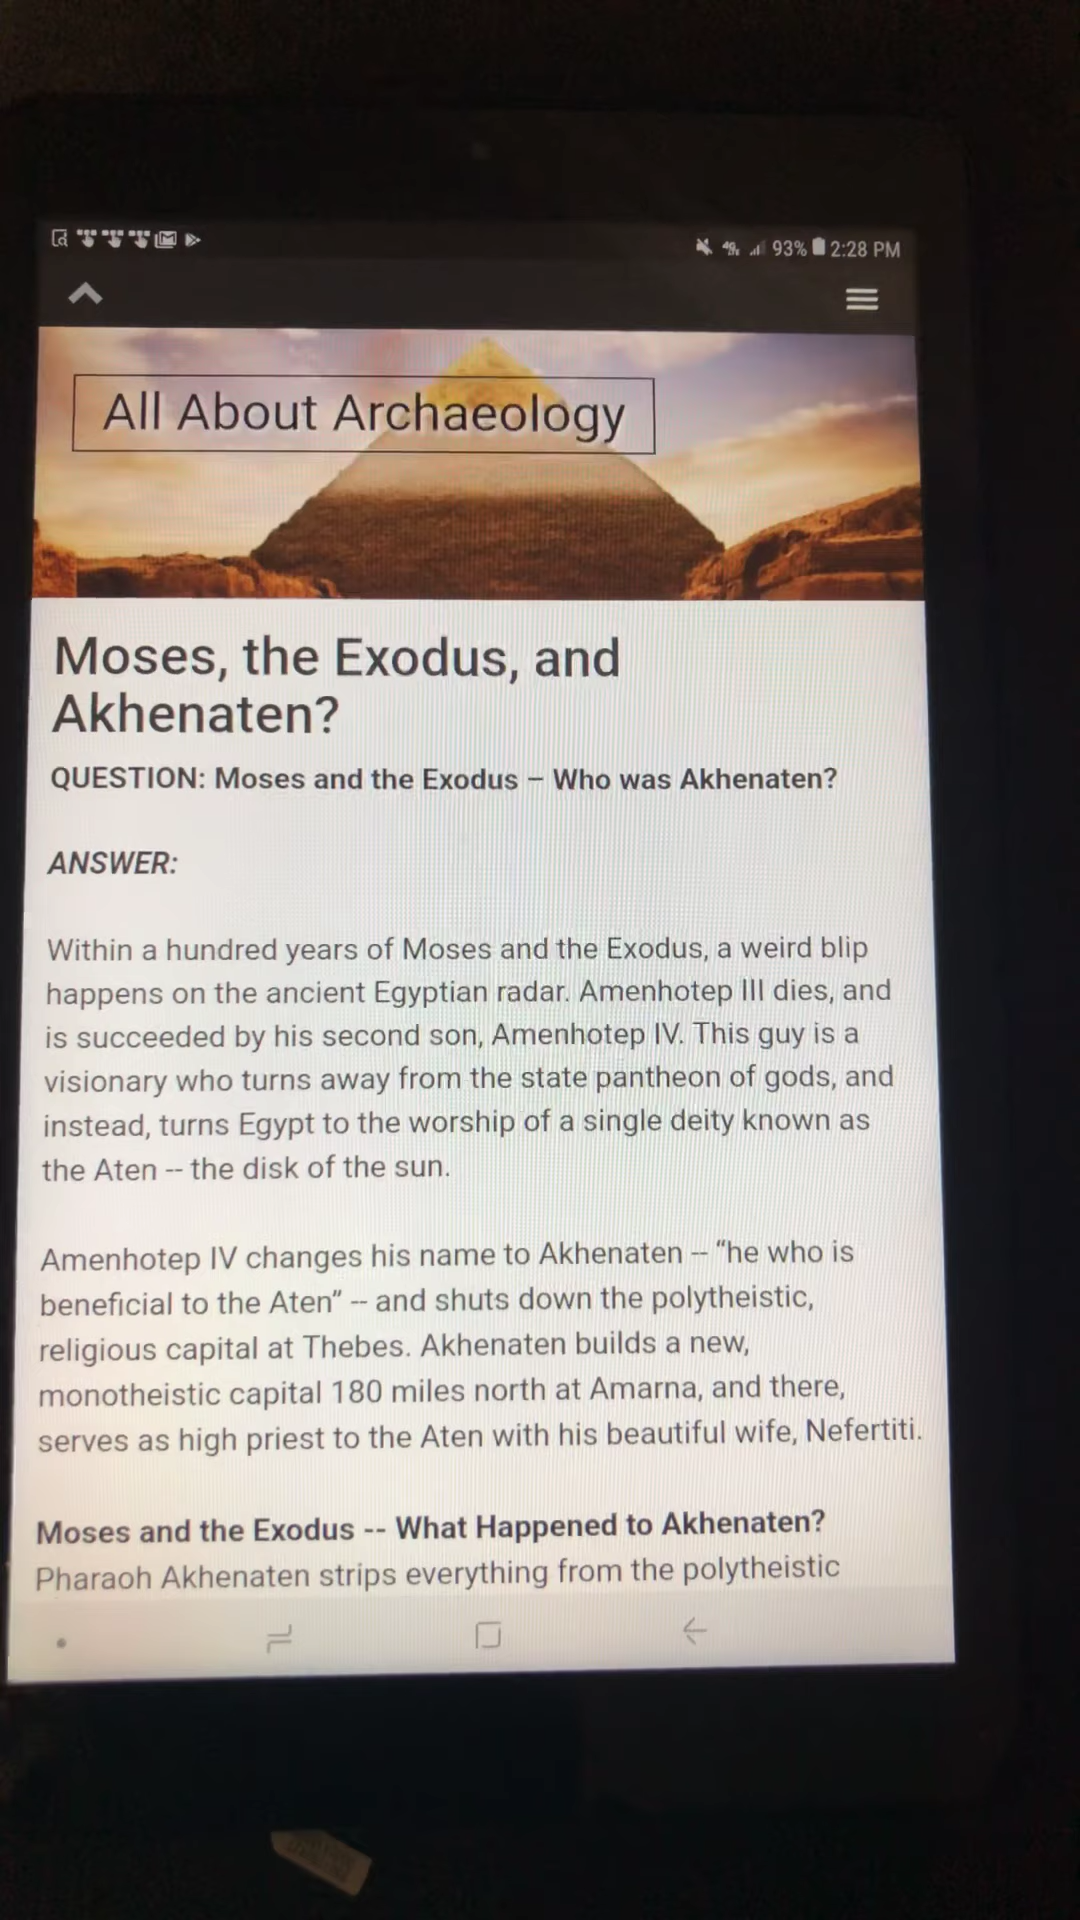 93% 2:28 PM
All About Archaeology
Moses, the Exodus, and
Akhenaten?
QUESTION: Moses and the Exodus – Who was Akhenaten?
ANSWER:
Within a hundred years of Moses and the Exodus, a weird blip
happens on the ancient Egyptian radar. Amenhotep III dies, and
is succeeded by his second son, Amenhotep IV. This guy is a
visionary who turns away from the state pantheon of gods, and
instead, turns Egypt to the worship of a single deity known as
the Aten -- the disk of the sun.
Amenhotep IV changes his name to Akhenaten -- “he who is
beneficial to the Aten” -- and shuts down the polytheistic,
religious capital at Thebes. Akhenaten builds a new,
monotheistic capital 180 miles north at Amarna, and there,
serves as high priest to the Aten with his beautiful wife, Nefertiti.
Moses and the Exodus -- What Happened to Akhenaten?
Pharaoh Akhenaten strips everything from the polytheistic